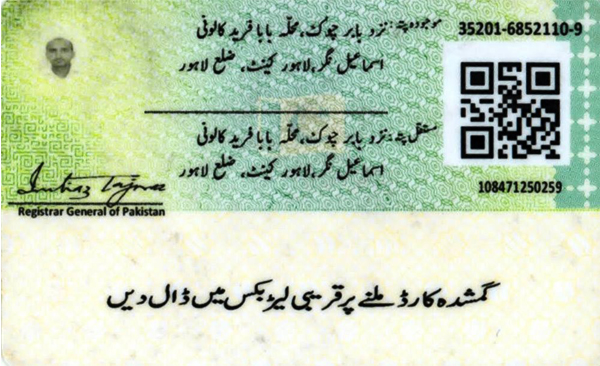 موجودہ پتہ: نزد بابر چوک، محلہ بابا فرید کالونی
اسماعیل نگر، لاہور کینٹ، ضلع لاہور
35201-6852110-9
مستقل پتہ: نزد بابر چوک، محلہ بابا فرید کالونی
اسماعیل نگر، لاہور کینٹ، ضلع لاہور
108471250259
Registrar General of Pakistan
گمشدہ کارڈ ملنے پر قریبی لیٹر بکس میں ڈال دیں